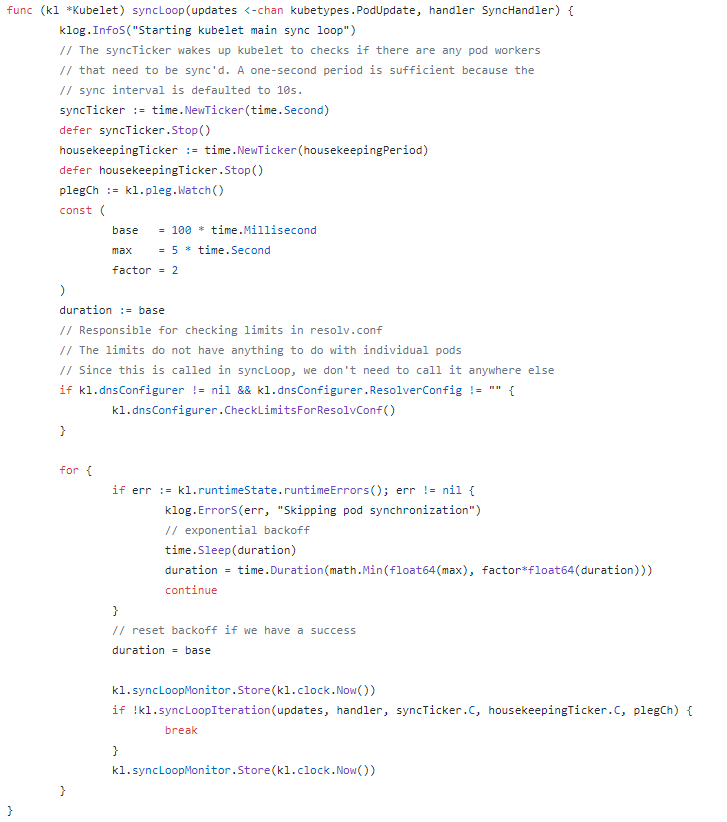 func (kl *Kubelet) syncLoop(updates <-chan kubetypes.PodUpdate, handler SyncHandler) {
        klog.InfoS("Starting kubelet main sync loop")
        // The syncTicker wakes up kubelet to checks if there are any pod workers
        // that need to be sync'd. A one-second period is sufficient because the
        // sync interval is defaulted to 10s.
        syncTicker := time.NewTicker(time.Second)
        defer syncTicker.Stop()
        housekeepingTicker := time.NewTicker(housekeepingPeriod)
        defer housekeepingTicker.Stop()
        plegCh := kl.pleg.Watch()
        const (
                base   = 100 * time.Millisecond
                max    = 5 * time.Second
                factor = 2
        )
        duration := base
        // Responsible for checking limits in resolv.conf
        // The limits do not have anything to do with individual pods
        // Since this is called in syncLoop, we don't need to call it anywhere else
        if kl.dnsConfigurer != nil && kl.dnsConfigurer.ResolverConfig != "" {
                kl.dnsConfigurer.CheckLimitsForResolvConf()
        }

        for {
                if err := kl.runtimeState.runtimeErrors(); err != nil {
                        klog.ErrorS(err, "Skipping pod synchronization")
                        // exponential backoff
                        time.Sleep(duration)
                        duration = time.Duration(math.Min(float64(max), factor*float64(duration)))
                        continue
                }
                // reset backoff if we have a success
                duration = base

                kl.syncLoopMonitor.Store(kl.clock.Now())
                if !kl.syncLoopIteration(updates, handler, syncTicker.C, housekeepingTicker.C, plegCh) {
                        break
                }
                kl.syncLoopMonitor.Store(kl.clock.Now())
        }
}